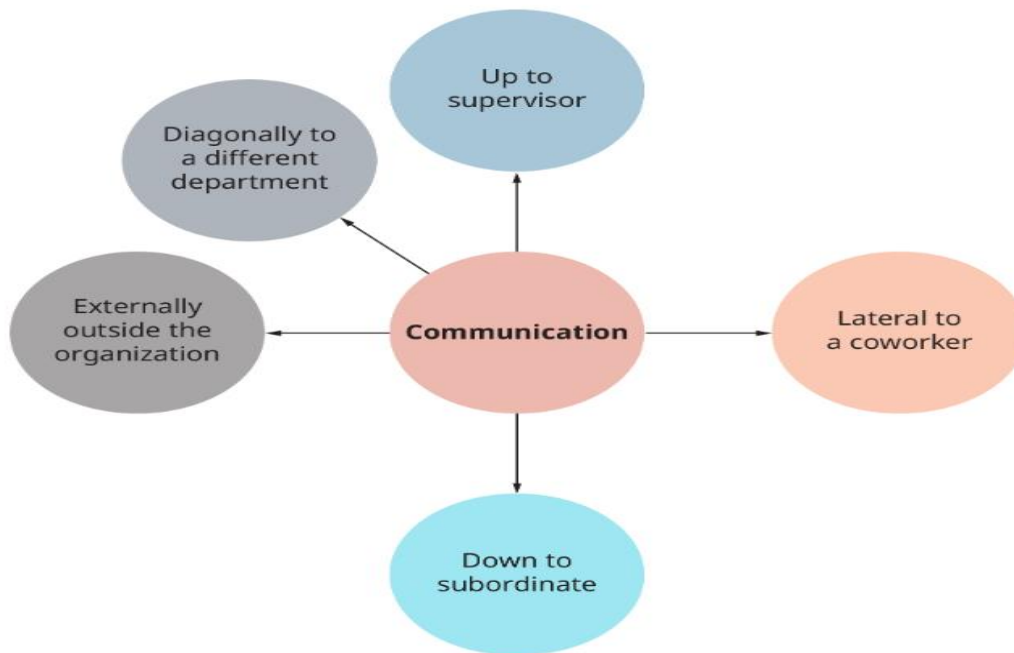 Up to
supervisor
Diagonally to
a different
department
Externally
outside the
organization
Communication
Lateral to
a coworker
Down to
subordinate